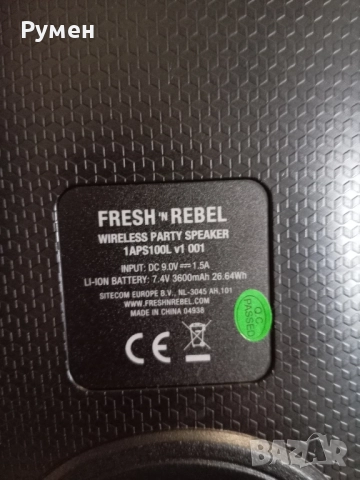 Румен
FRESH 'N REBEL
WIRELESS PARTY SPEAKER
1APS100L v1 001
INPUT: DC 9.0V⎓1.5A
LI-ION BATTERY: 7.4V 3600mAh 26.64Wh
SITECOM EUROPE B.V., NL-3045 AH,101
WWW.FRESHNREBEL.COM
MADE IN CHINA 04938
CE
QC
PASSED
BAZAR